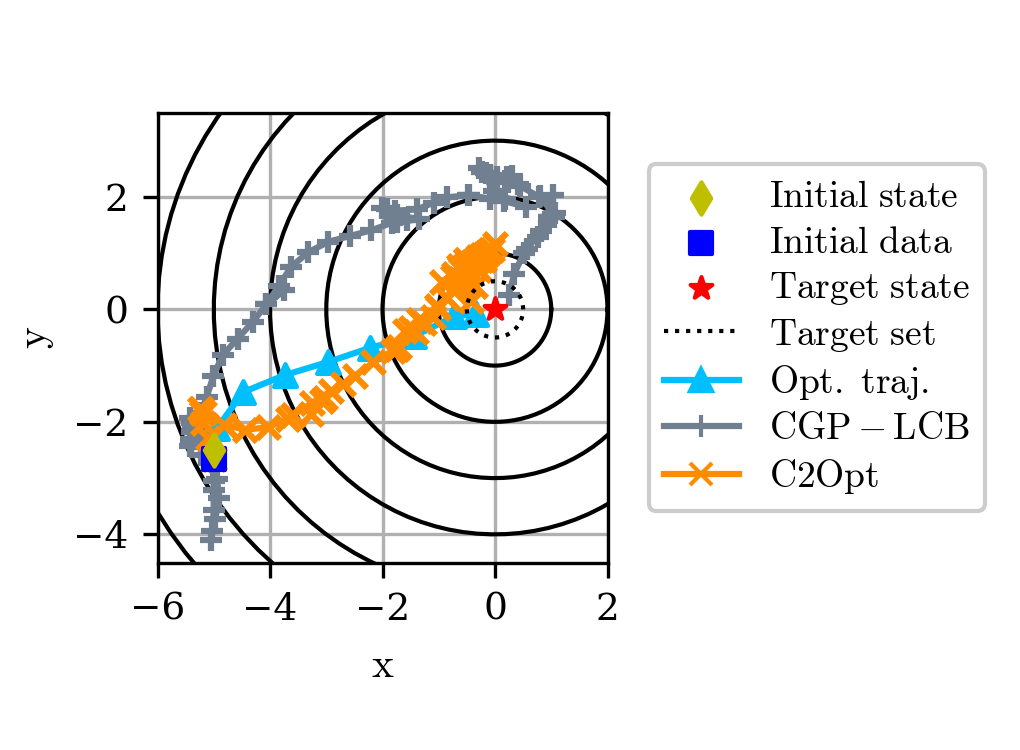 2
0
−2
−4
y
−6
−4
−2
0
2
x
Initial state
Initial data
Target state
Target set
Opt. traj.
CGP − LCB
C2Opt